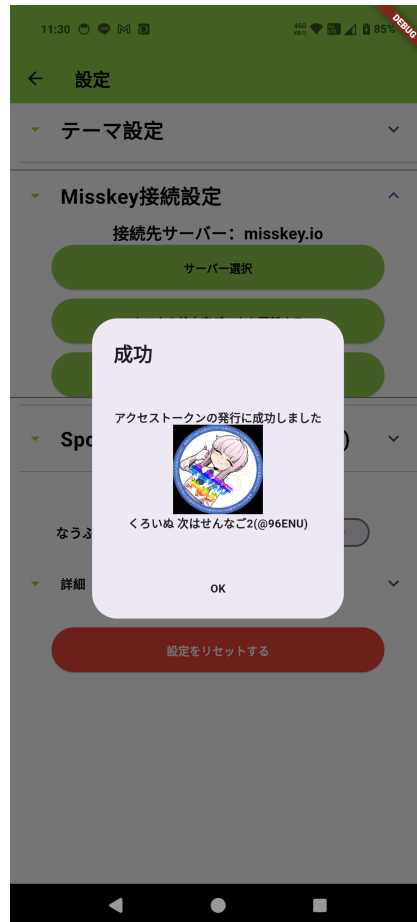 11:30
460
KB/S
85%
DEBUG
設定
テーマ設定
Misskey接続設定
接続先サーバー：misskey.io
サーバー選択
成功
アクセストークンの発行に成功しました
くろいぬ 次はせんなご2(@96ENU)
OK
Spo
)
なうぷ
詳細
設定をリセットする